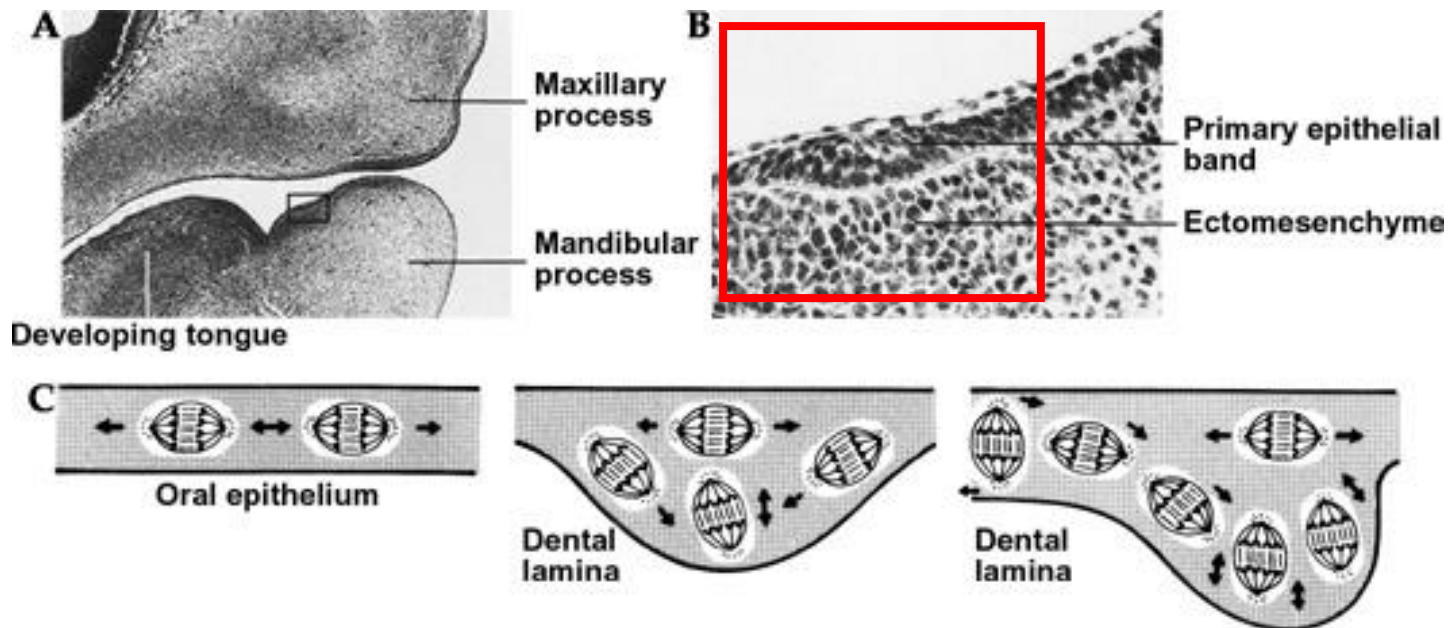 A
Maxillary
process
Mandibular
process
Developing tongue
B
Primary epithelial
band
Ectomesenchyme
C
Oral epithelium
Dental
lamina
Dental
lamina